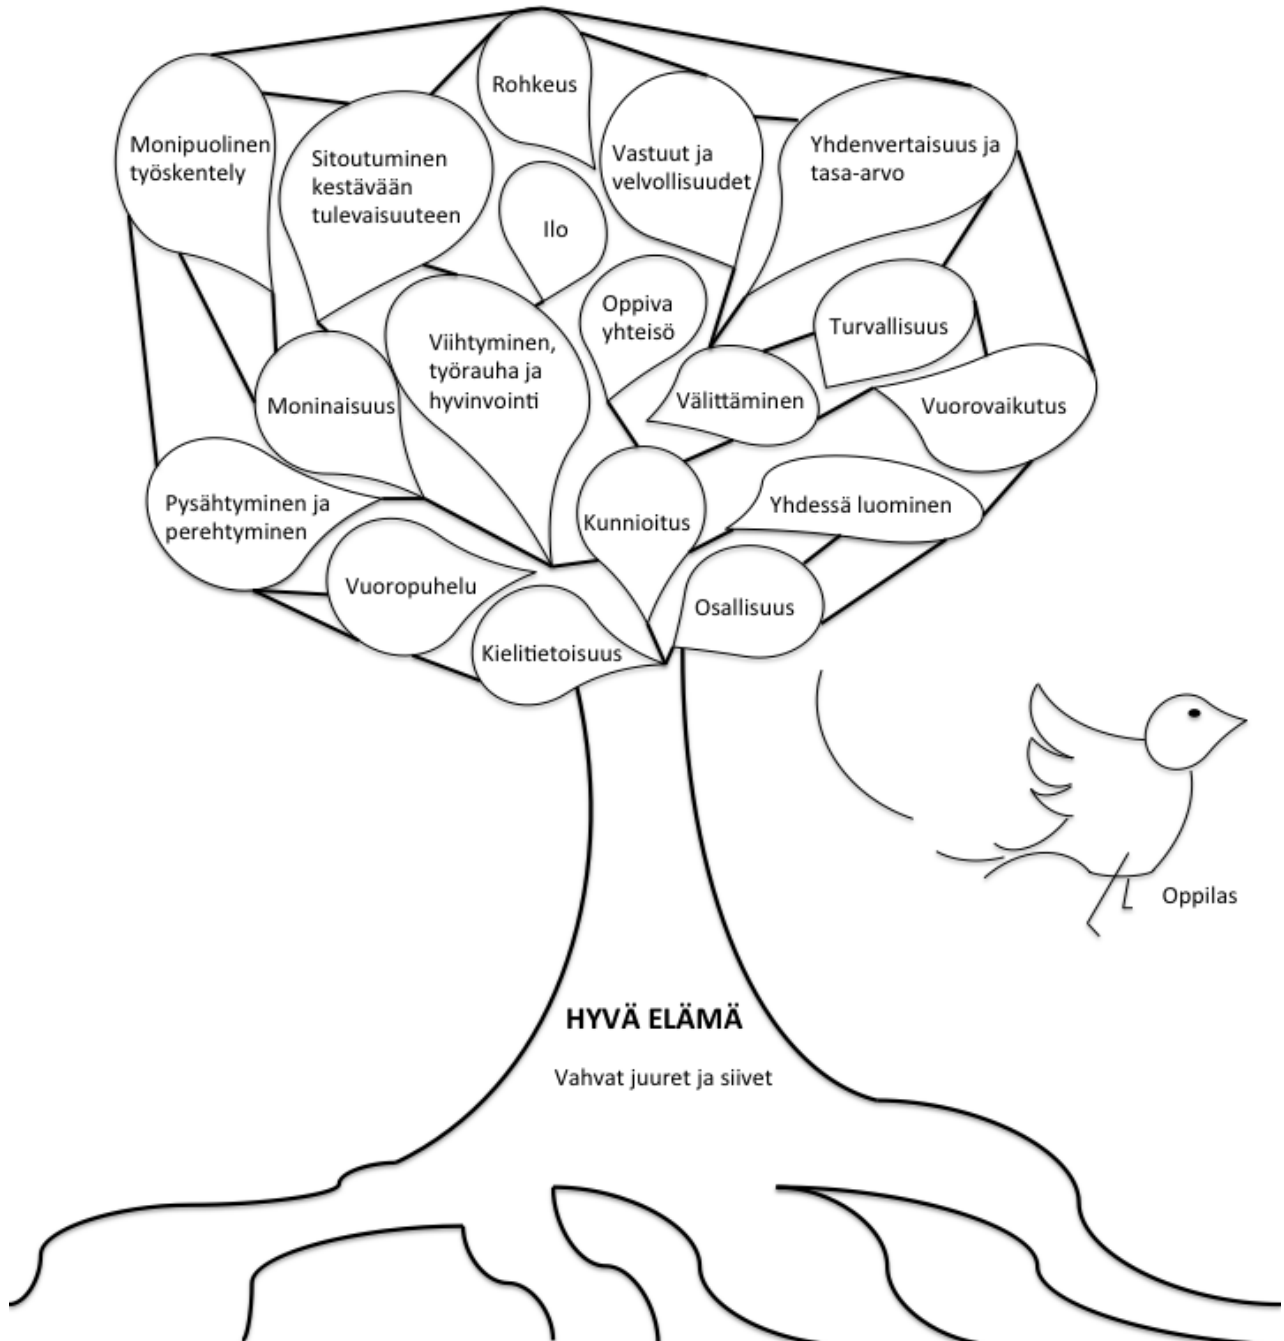 Rohkeus
Monipuolinen
työskentely
Sitoutuminen
kestävään
tulevaisuuteen
Vastuut ja
velvollisuudet
Yhdenvertaisuus ja
tasa-arvo
Ilo
Oppiva
yhteisö
Turvallisuus
Viihtyminen,
työrauha ja
hyvinvointi
Moninaisuus
Välittäminen
Vuorovaikutus
Pysähtyminen ja
perehtyminen
Kunnioitus
Yhdessä luominen
Vuoropuhelu
Osallisuus
Kielitietoisuus
Oppilas
HYVÄ ELÄMÄ
Vahvat juuret ja siivet